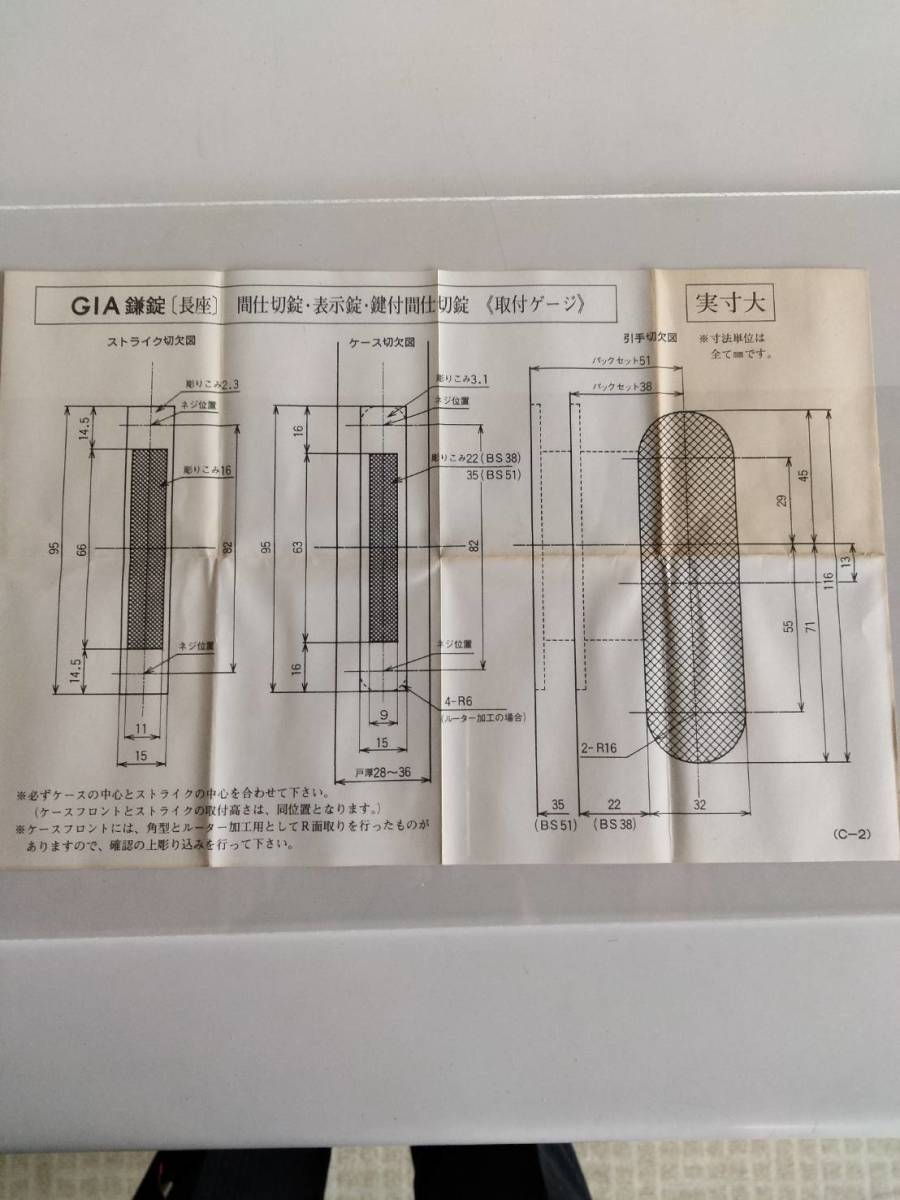 GIA鎌錠〔長座〕 間仕切錠・表示錠・鍵付間仕切錠 《取付ゲージ》
実寸大
※寸法単位は
全て㎜です。
ストライク切欠図
彫りこみ2.3
ネジ位置
14.5
彫りこみ16
95
66
82
ネジ位置
14.5
11
15
ケース切欠図
彫りこみ3.1
ネジ位置
16
彫りこみ22(BS38)
35(BS51)
95
63
82
ネジ位置
16
4-R6
(ルーター加工の場合)
9
15
戸厚28〜36
引手切欠図
バックセット51
バックセット38
29
45
13
116
55
71
2-R16
35
(BS51)
22
(BS38)
32
※必ずケースの中心とストライクの中心を合わせて下さい。
(ケースフロントとストライクの取付高さは、同位置となります。)
※ケースフロントには、角型とルーター加工用としてR面取りを行ったものが
ありますので、確認の上彫り込みを行って下さい。
(C-2)